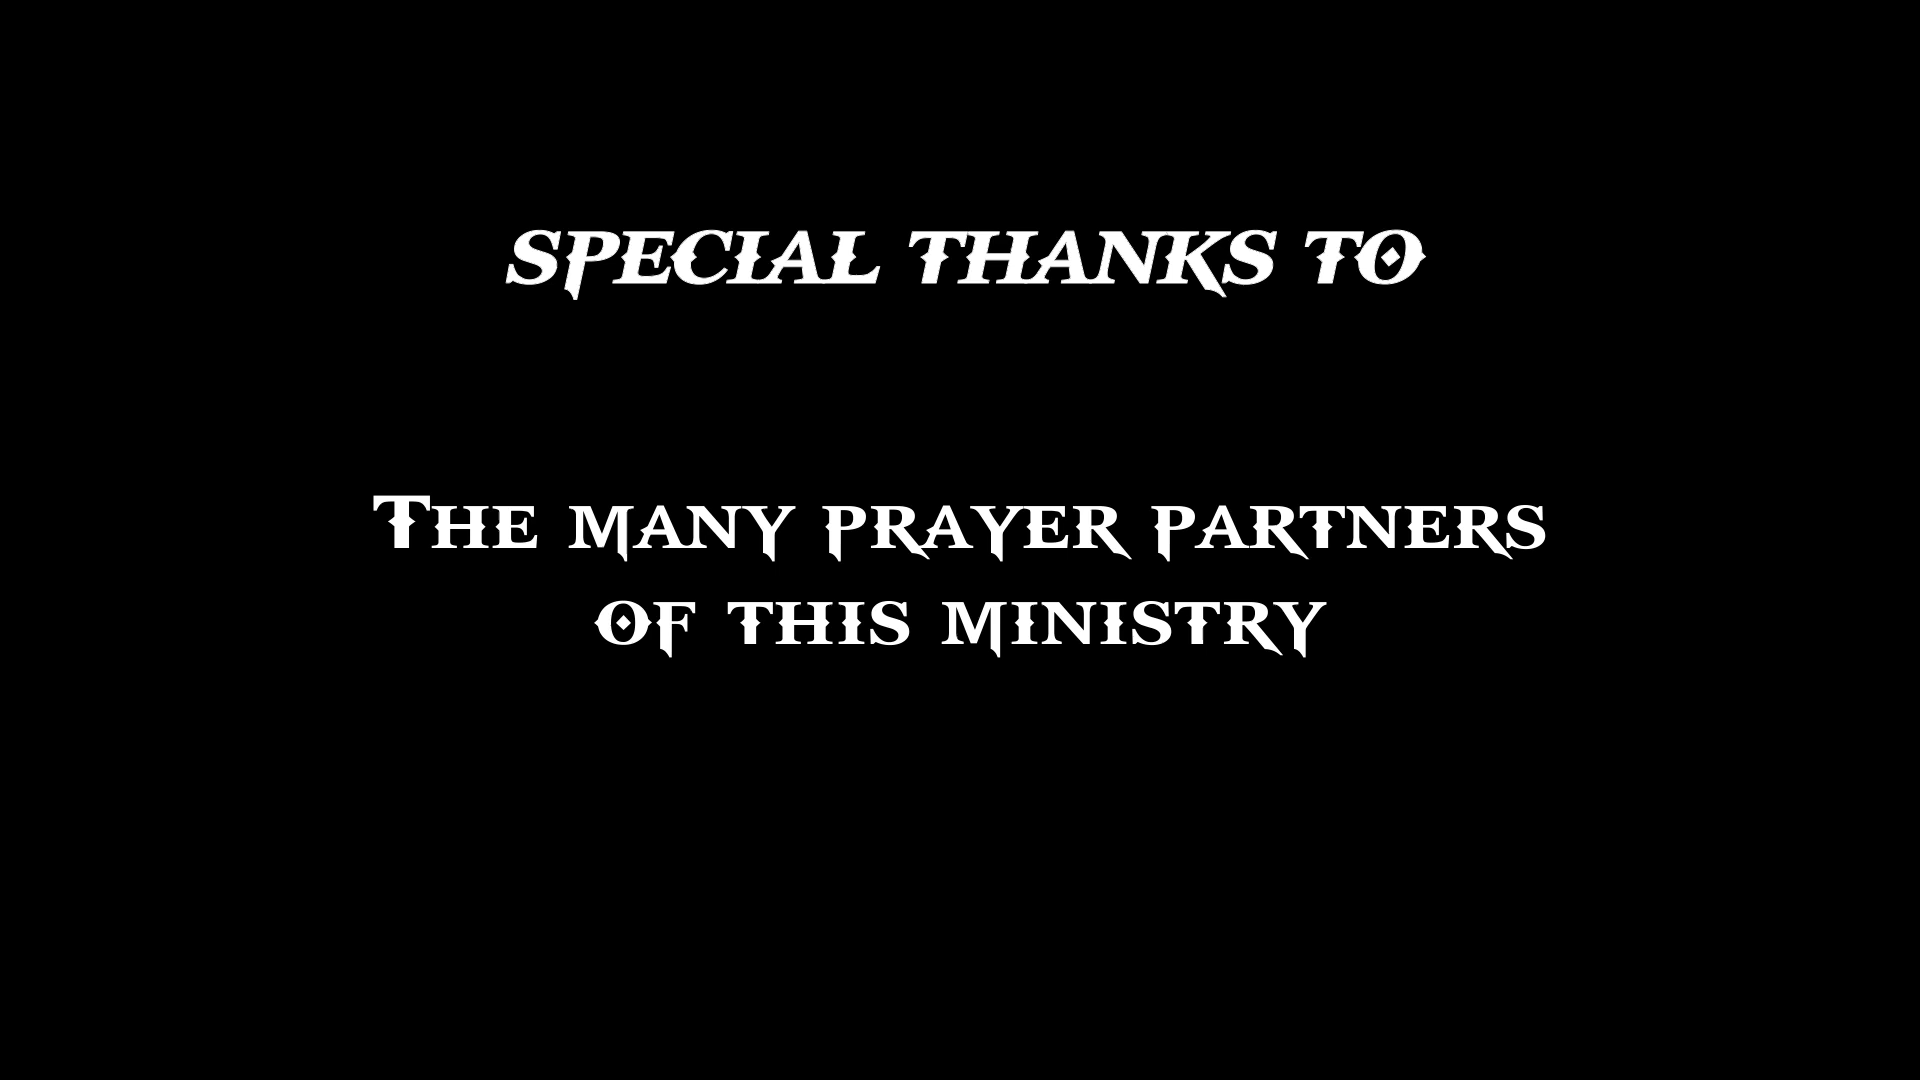 SPECIAL THANKS TO
THE MANY PRAYER PARTNERS
OF THIS MINISTRY